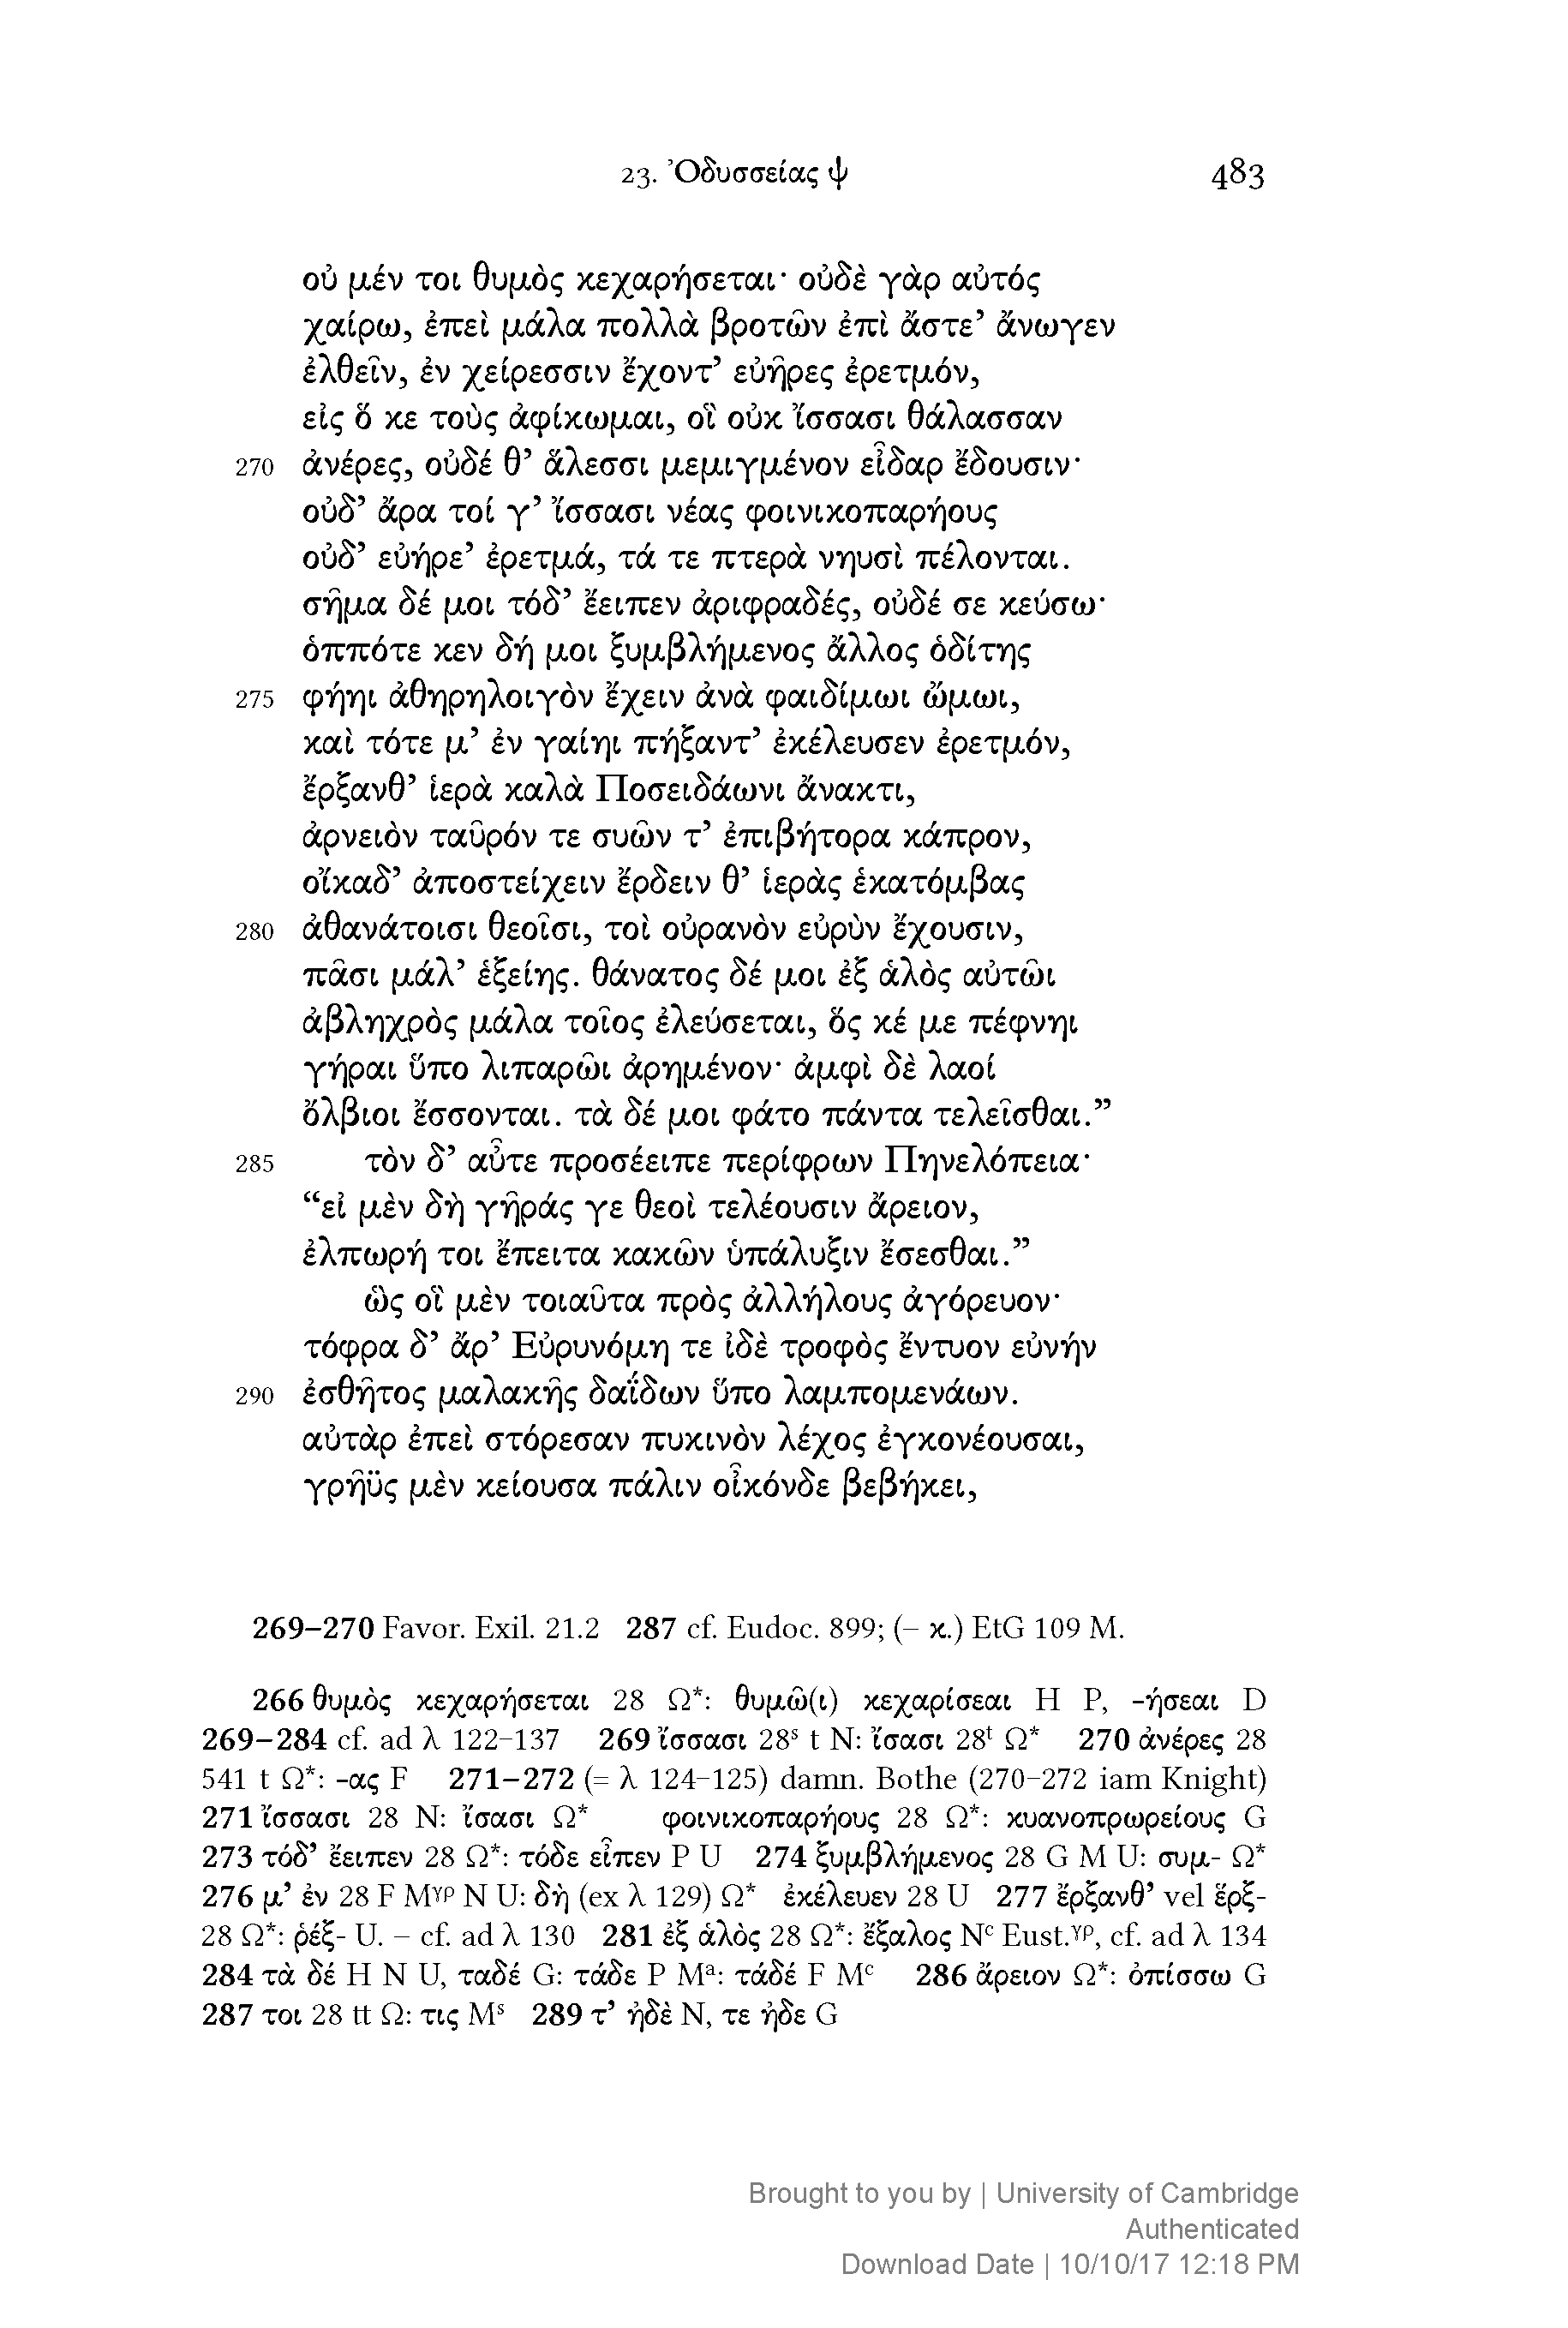 23. Ὀδυσσείας ψ 483
οὐ μέν τοι θυμὸς κεχαρήσεται· οὐδὲ γὰρ αὐτός
χαίρω, ἐπεὶ μάλα πολλὰ βροτῶν ἐπὶ ἄστε’ ἄνωγεν
ἐλθεῖν, ἐν χείρεσσιν ἔχοντ’ εὐῆρες ἐρετμόν,
εἰς ὅ κε τοὺς ἀφίκωμαι, οἳ οὐκ ἴσσασι θάλασσαν
270 ἀνέρες, οὐδέ θ’ ἅλεσσι μεμιγμένον εἶδαρ ἔδουσιν·
οὐδ’ ἄρα τοί γ’ ἴσσασι νέας φοινικοπαρήους
οὐδ’ εὐήρε’ ἐρετμά, τά τε πτερὰ νηυσὶ πέλονται.
σῆμα δέ μοι τόδ’ ἔειπεν ἀριφραδές, οὐδέ σε κεύσω·
ὁππότε κεν δή μοι ξυμβλήμενος ἄλλος ὁδίτης
275 φήηι ἀθηρηλοιγὸν ἔχειν ἀνὰ φαιδίμωι ὤμωι,
καὶ τότε μ’ ἐν γαίηι πήξαντ’ ἐκέλευσεν ἐρετμόν,
ἔρξανθ’ ἱερὰ καλὰ Ποσειδάωνι ἄνακτι,
ἀρνειὸν ταῦρόν τε συῶν τ’ ἐπιβήτορα κάπρον,
οἴκαδ’ ἀποστείχειν ἔρδειν θ’ ἱερὰς ἑκατόμβας
280 ἀθανάτοισι θεοῖσι, τοὶ οὐρανὸν εὐρὺν ἔχουσιν,
πᾶσι μάλ’ ἑξείης. θάνατος δέ μοι ἐξ ἁλὸς αὐτῶι
ἀβληχρὸς μάλα τοῖος ἐλεύσεται, ὅς κέ με πέφνηι
γήραι ὕπο λιπαρῶι ἀρημένον· ἀμφὶ δὲ λαοί
ὄλβιοι ἔσσονται. τὰ δέ μοι φάτο πάντα τελεῖσθαι.”
285 τὸν δ’ αὖτε προσέειπε περίφρων Πηνελόπεια·
“εἰ μὲν δὴ γῆράς γε θεοὶ τελέουσιν ἄρειον,
ἐλπωρή τοι ἔπειτα κακῶν ὑπάλυξιν ἔσεσθαι.”
ὣς οἳ μὲν τοιαῦτα πρὸς ἀλλήλους ἀγόρευον·
τόφρα δ’ ἄρ’ Εὐρυνόμη τε ἰδὲ τροφὸς ἔντυον εὐνήν
290 ἐσθῆτος μαλακῆς δαΐδων ὕπο λαμπομενάων.
αὐτὰρ ἐπεὶ στόρεσαν πυκινὸν λέχος ἐγκονέουσαι,
γρηῢς μὲν κείουσα πάλιν οἶκόνδε βεβήκει,
269–270 Favor. Exil. 21.2 287 cf. Eudoc. 899; (– κ.) EtG 109 M.
266 θυμὸς κεχαρήσεται 28 Ω*: θυμῶ(ι) κεχαρίσεαι H P, -ήσεαι D
269–284 cf. ad λ 122–137 269 ἴσσασι 28ˢ t N: ἴσασι 28ᵗ Ω* 270 ἀνέρες 28
541 t Ω*: -ας F 271–272 (= λ 124–125) damn. Bothe (270–272 iam Knight)
271 ἴσσασι 28 N: ἴσασι Ω* φοινικοπαρήους 28 Ω*: κυανοπρωρείους G
273 τόδ’ ἔειπεν 28 Ω*: τόδε εἶπεν P U 274 ξυμβλήμενος 28 G M U: συμ- Ω*
276 μ’ ἐν 28 F Mᵞᵖ N U: δὴ (ex λ 129) Ω* ἐκέλευεν 28 U 277 ἔρξανθ’ vel ἕρξ-
28 Ω*: ῥέξ- U. – cf. ad λ 130 281 ἐξ ἁλὸς 28 Ω*: ἔξαλος Nᶜ Eust.ᵞᵖ, cf. ad λ 134
284 τὰ δέ H N U, ταδέ G: τάδε P Mᵃ: τάδέ F Mᶜ 286 ἄρειον Ω*: ὀπίσσω G
287 τοι 28 tt Ω: τις Mˢ 289 τ’ ἠδὲ N, τε ἠδε G
Brought to you by | University of Cambridge
Authenticated
Download Date | 10/10/17 12:18 PM